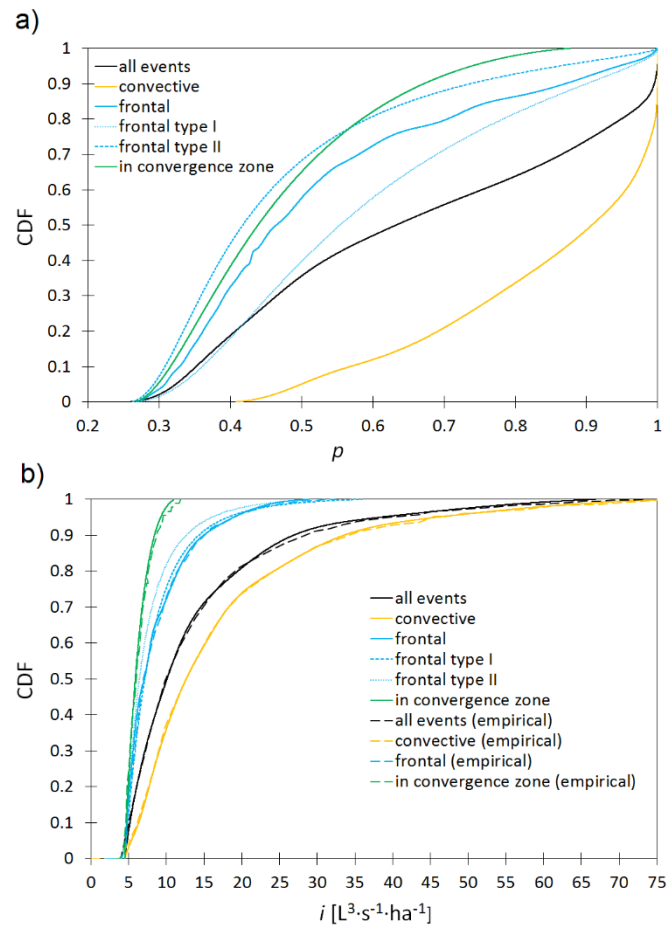 a)
1
0.9
0.8
0.7
0.6
0.5
0.4
0.3
0.2
0.1
0
CDF
all events
convective
frontal
frontal type I
frontal type II
in convergence zone
0.2 0.3 0.4 0.5 0.6 0.7 0.8 0.9 1
p
b)
1
0.9
0.8
0.7
0.6
0.5
0.4
0.3
0.2
0.1
0
CDF
all events
convective
frontal
frontal type I
frontal type II
in convergence zone
all events (empirical)
convective (empirical)
frontal (empirical)
in convergence zone (empirical)
0 5 10 15 20 25 30 35 40 45 50 55 60 65 70 75
i [L³·s⁻¹·ha⁻¹]